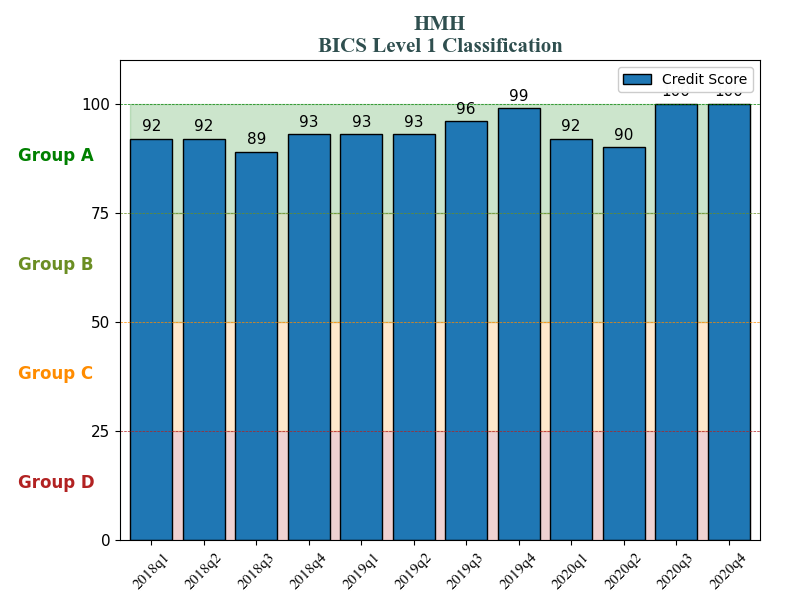 HMH
BICS Level 1 Classification
Credit Score
100
92 92 89 93 93 93 96 99 92 90 100 100
Group A
75
Group B
50
Group C
25
Group D
0
2018q1 2018q2 2018q3 2018q4 2019q1 2019q2 2019q3 2019q4 2020q1 2020q2 2020q3 2020q4